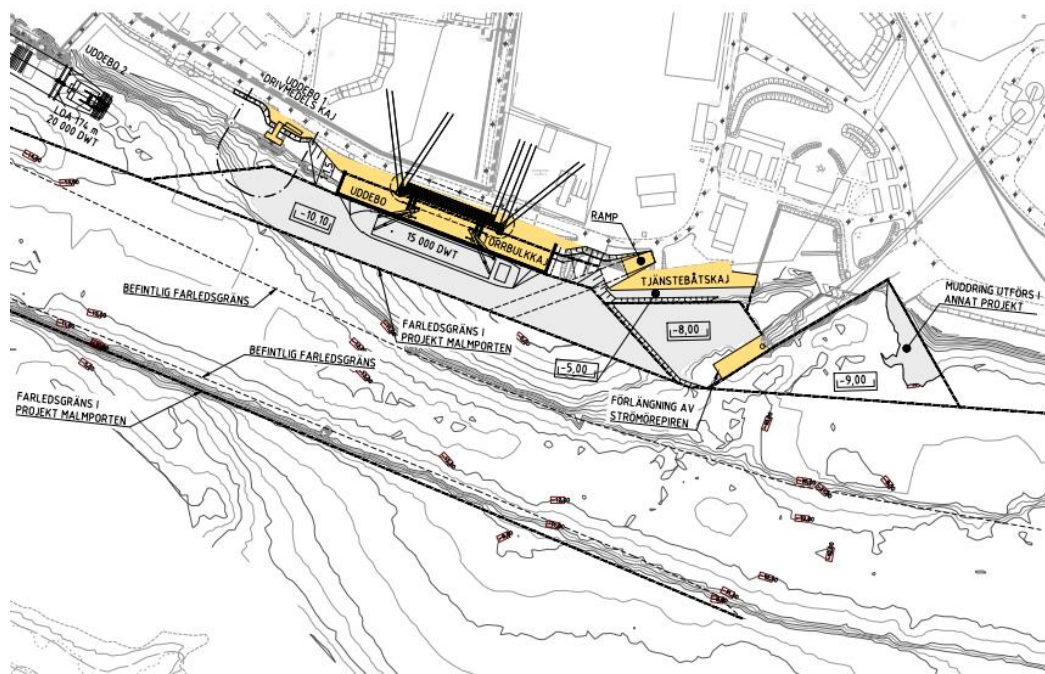 UDDEBO 2
LOA 174 m
20 000 DWT
UDDEBO 1
DRIVMEDELS KAJ
UDDEBO
TORRBULKKAJ
-10,10
15 000 DWT
RAMP
TJÄNSTEBÅTSKAJ
-8,00
-5,00
-9,00
MUDDRING UTFÖRS I
ANNAT PROJEKT
BEFINTLIG FARLEDSGRÄNS
FARLEDSGRÄNS I
PROJEKT MALMPORTEN
BEFINTLIG FARLEDSGRÄNS
FARLEDSGRÄNS I
PROJEKT MALMPORTEN
FÖRLÄNGNING AV
STRÖMÖREPIREN